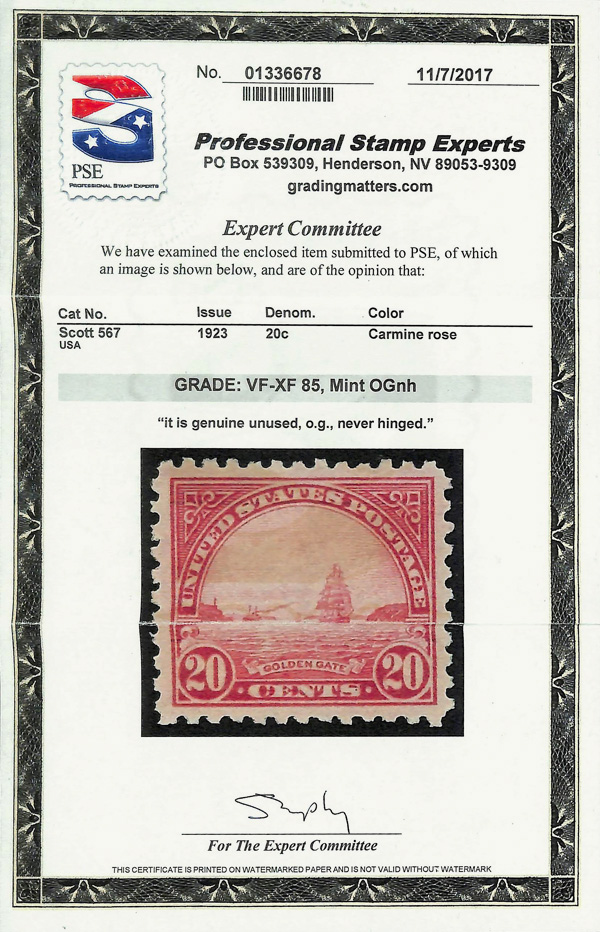 No. 01336678 11/7/2017
PSE
PROFESSIONAL STAMP EXPERTS
Professional Stamp Experts
PO Box 539309, Henderson, NV 89053-9309
gradingmatters.com
Expert Committee
We have examined the enclosed item submitted to PSE, of which
an image is shown below, and are of the opinion that:
Cat No. Issue Denom. Color
Scott 567 1923 20c Carmine rose
USA
GRADE: VF-XF 85, Mint OGnh
“it is genuine unused, o.g., never hinged.”
UNITED STATES POSTAGE
GOLDEN GATE
20 CENTS 20
For The Expert Committee
THIS CERTIFICATE IS PRINTED ON WATERMARKED PAPER AND IS NOT VALID WITHOUT WATERMARK